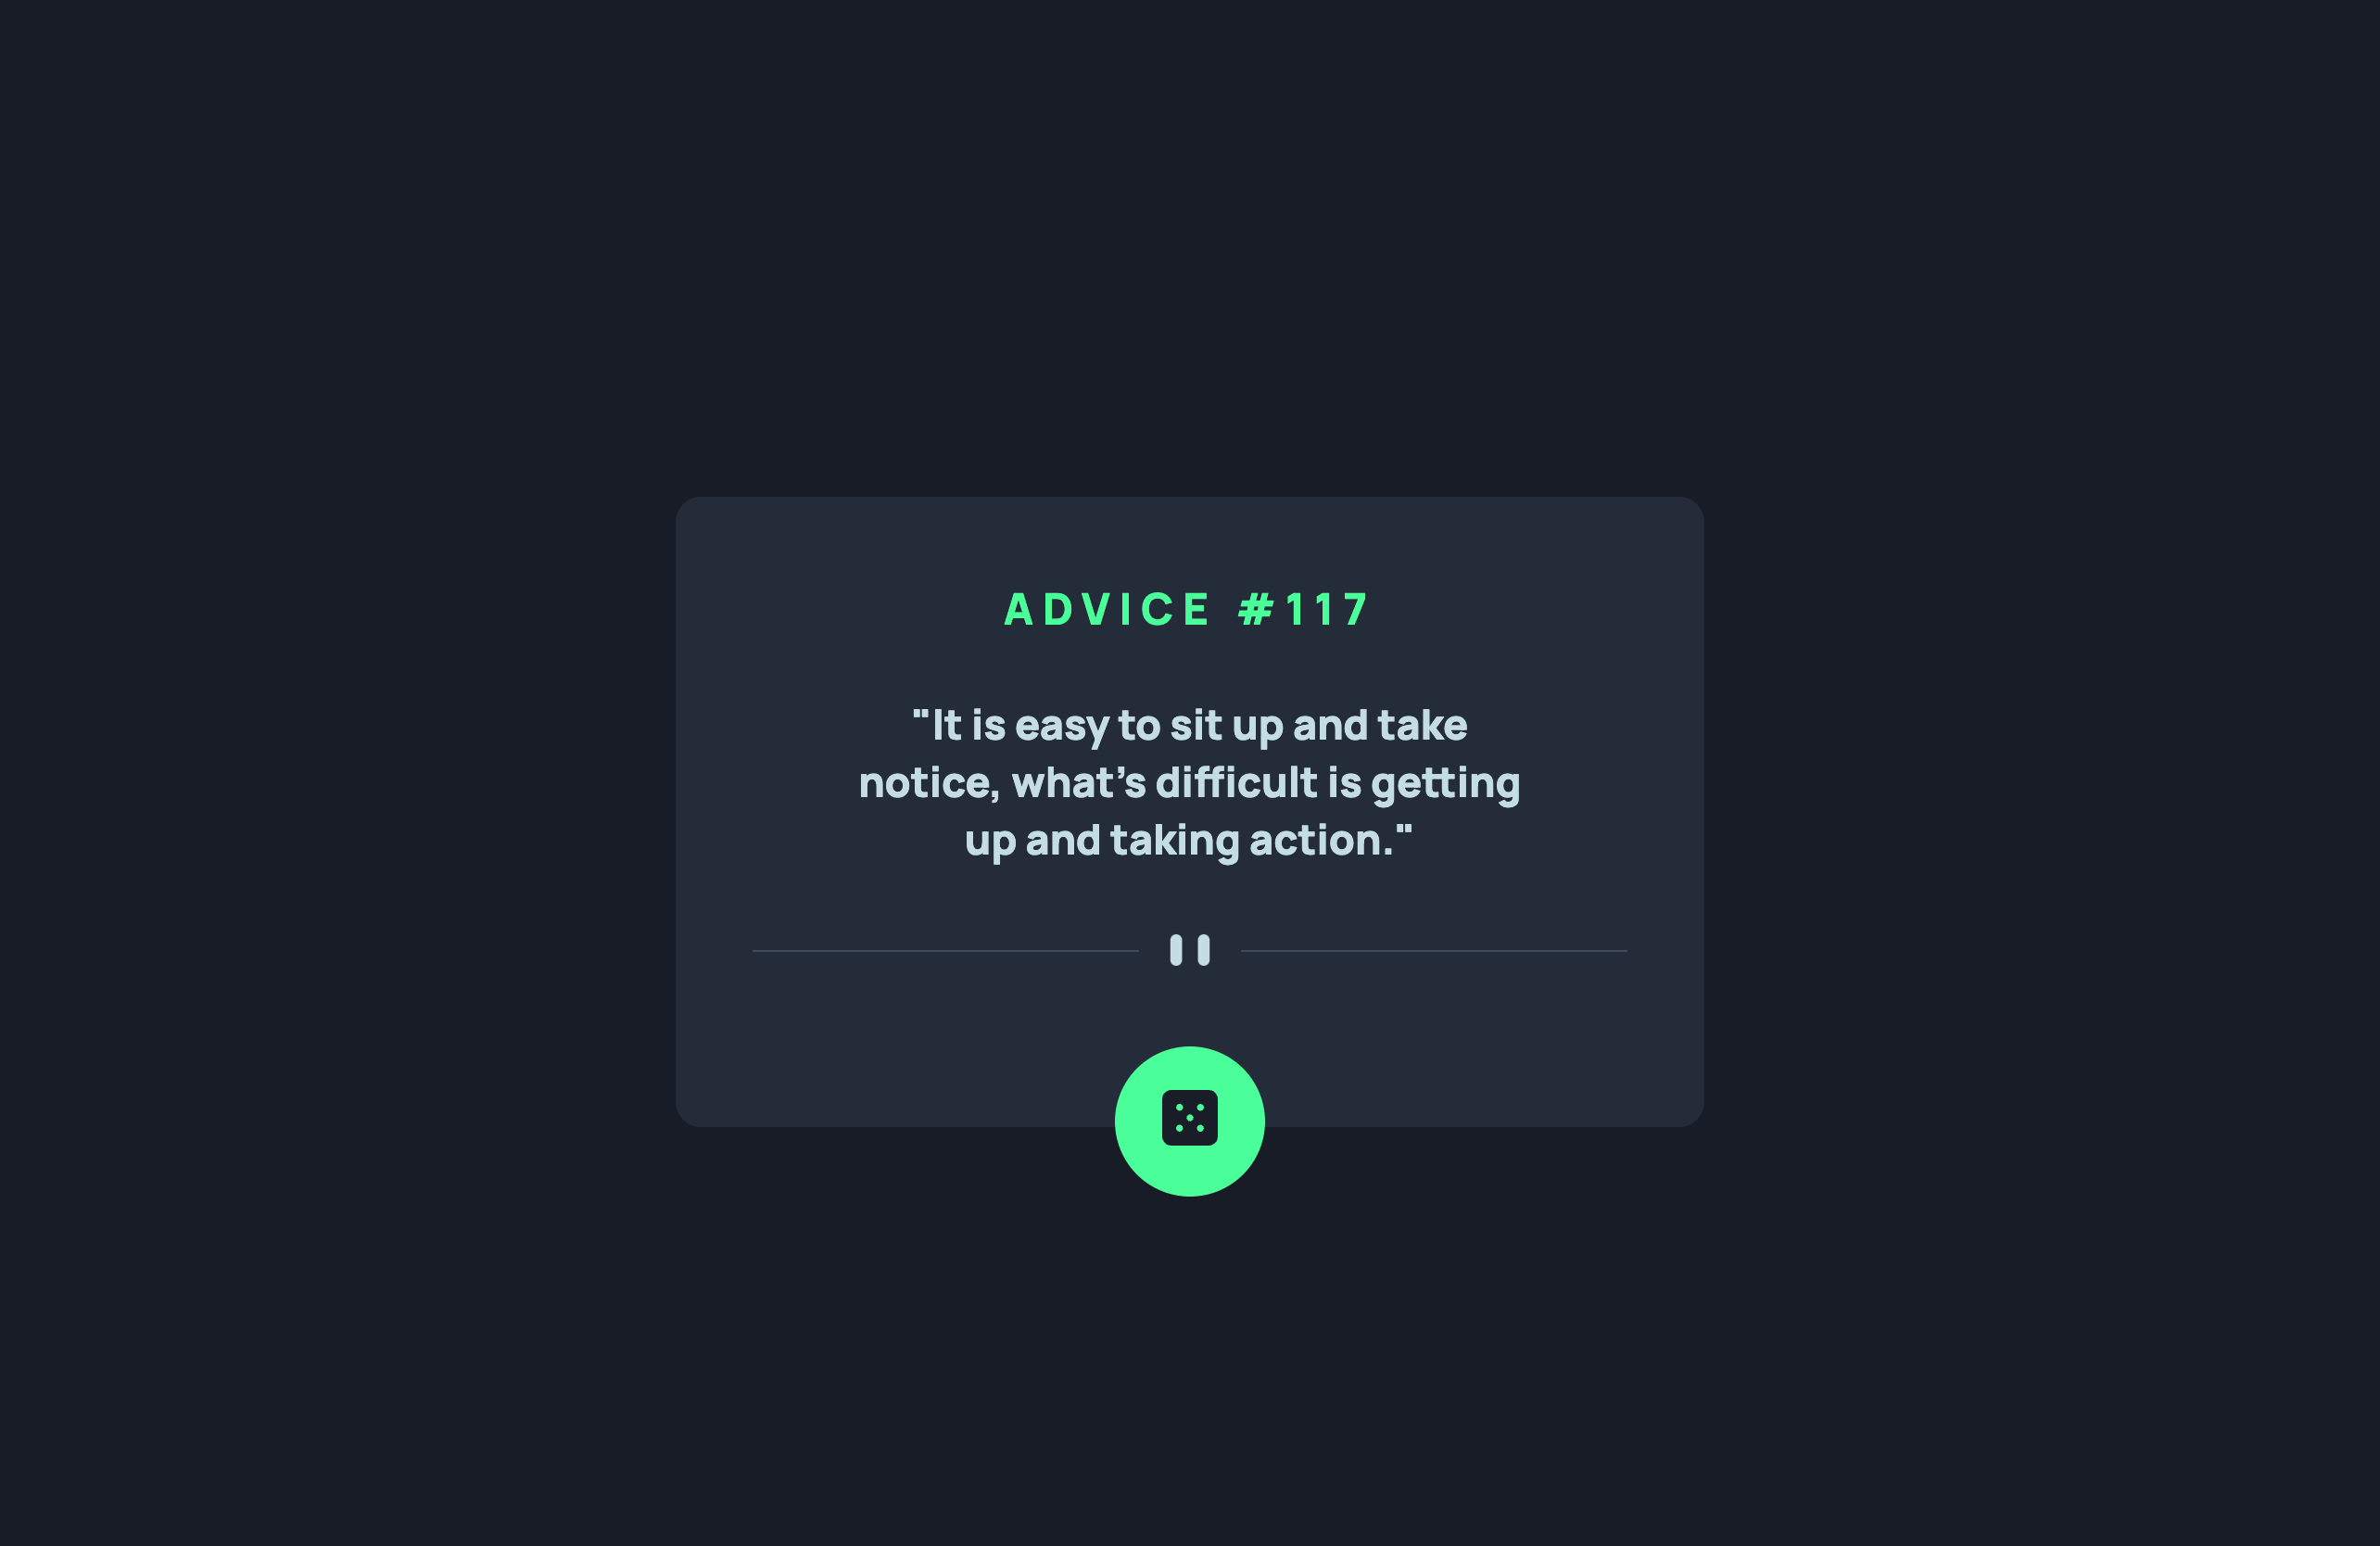 ADVICE #117
"It is easy to sit up and take
notice, what's difficult is getting
up and taking action."